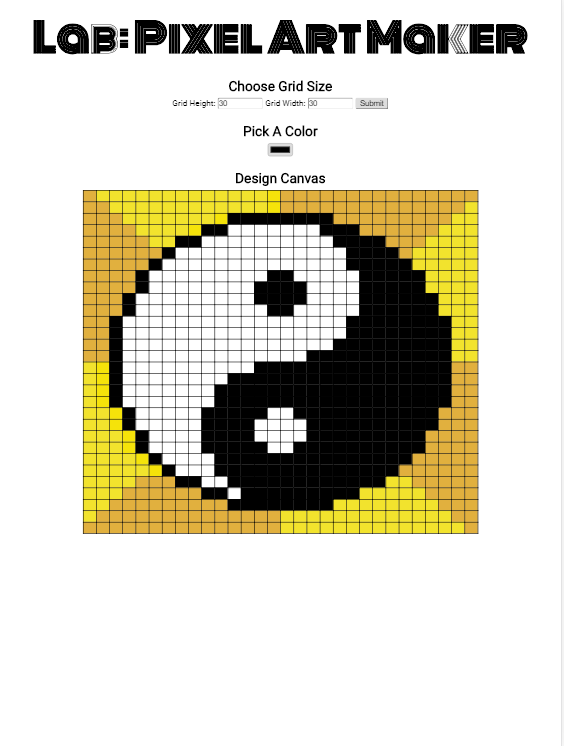 Lab: Pixel Art Maker
Choose Grid Size
Grid Height: 30 Grid Width: 30 Submit
Pick A Color
Design Canvas